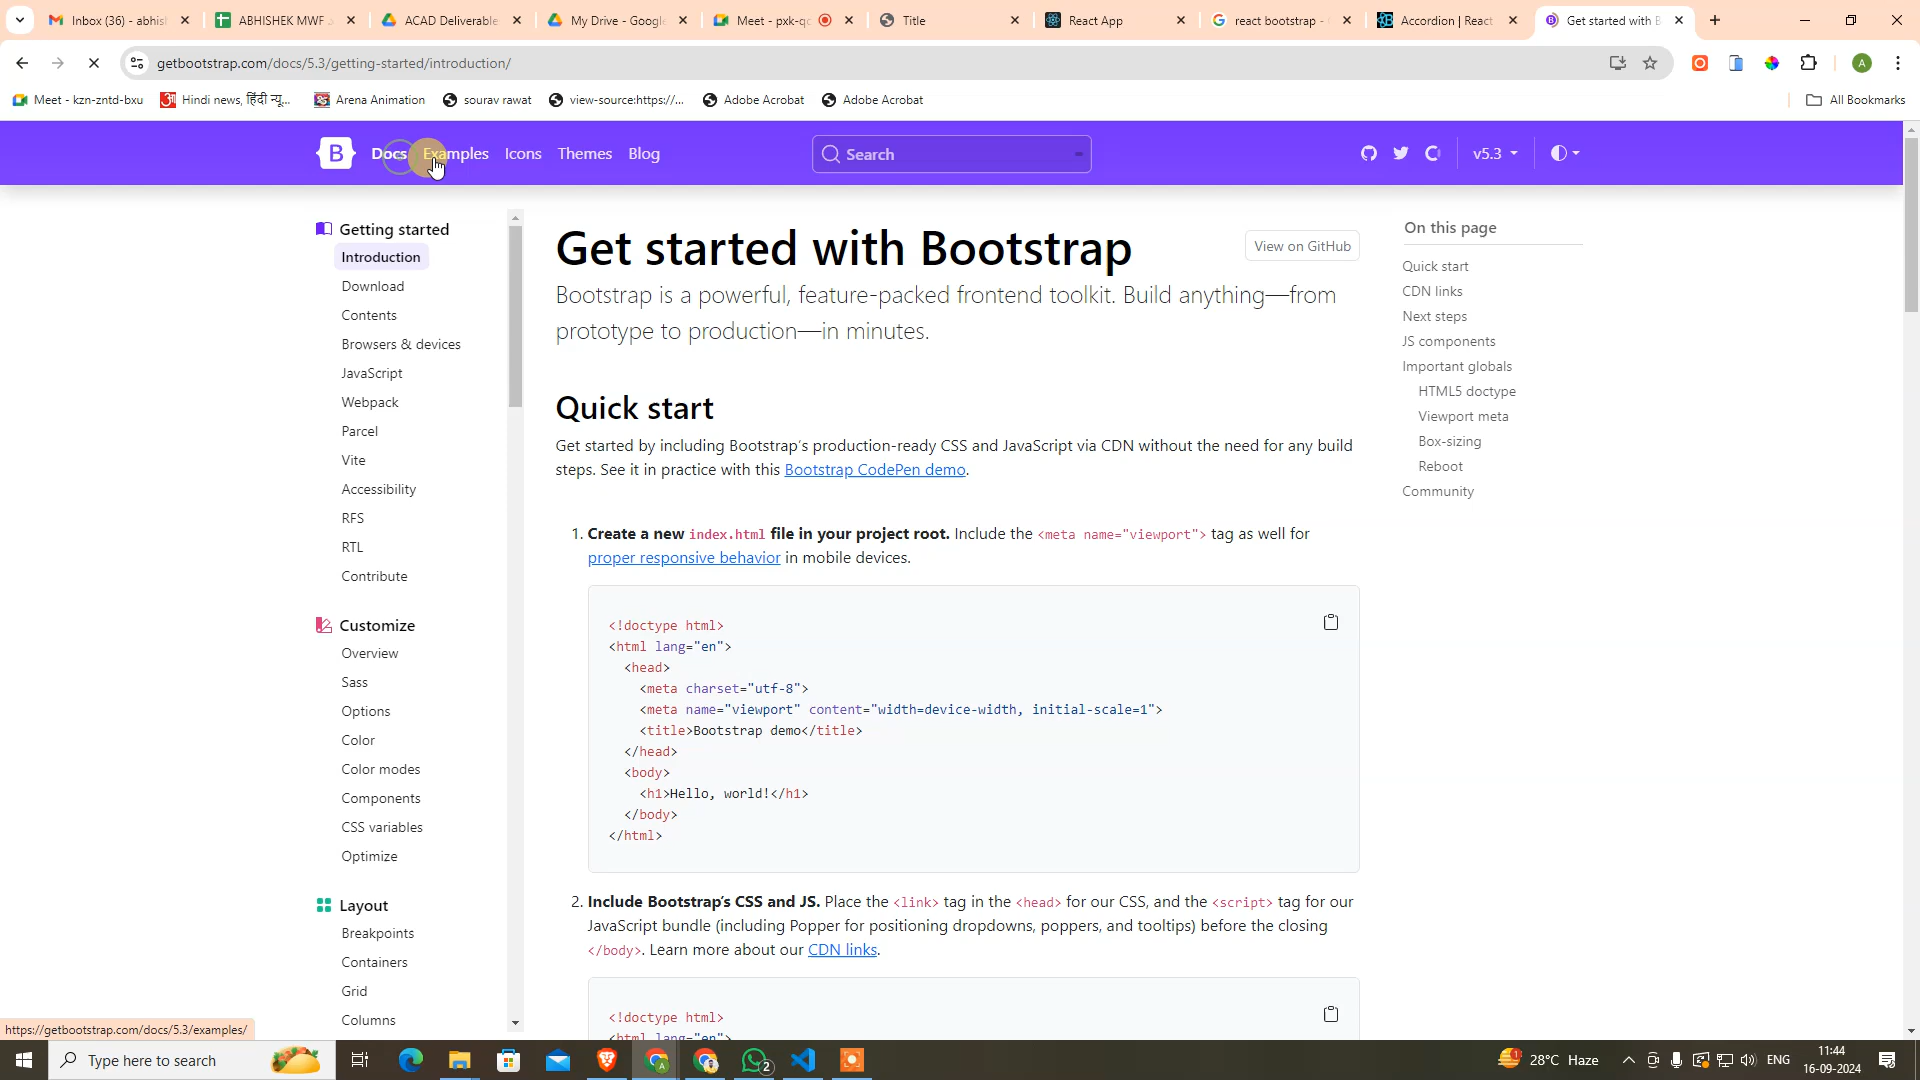 Inbox (36) - abhisl
ABHISHEK MWF
ACAD Deliverable
My Drive - Google
Meet - pxk-qc
Title
React App
react bootstrap -
Accordion | React
Get started with B
getbootstrap.com/docs/5.3/getting-started/introduction/
Meet - kzn-zntd-bxu
Hindi news, हिंदी न्यू...
Arena Animation
sourav rawat
view-source:https://...
Adobe Acrobat
Adobe Acrobat
All Bookmarks
B
Docs
Examples
Icons
Themes
Blog
Search
v5.3
Getting started
Introduction
Download
Contents
Browsers & devices
JavaScript
Webpack
Parcel
Vite
Accessibility
RFS
RTL
Contribute
Customize
Overview
Sass
Options
Color
Color modes
Components
CSS variables
Optimize
Layout
Breakpoints
Containers
Grid
Columns
Get started with Bootstrap
View on GitHub
Bootstrap is a powerful, feature-packed frontend toolkit. Build anything—from
prototype to production—in minutes.
Quick start
Get started by including Bootstrap's production-ready CSS and JavaScript via CDN without the need for any build
steps. See it in practice with this Bootstrap CodePen demo.
1. Create a new index.html file in your project root. Include the <meta name="viewport"> tag as well for
proper responsive behavior in mobile devices.
<!doctype html>
<html lang="en">
<head>
<meta charset="utf-8">
<meta name="viewport" content="width=device-width, initial-scale=1">
<title>Bootstrap demo</title>
</head>
<body>
<h1>Hello, world!</h1>
</body>
</html>
2. Include Bootstrap's CSS and JS. Place the <link> tag in the <head> for our CSS, and the <script> tag for our
JavaScript bundle (including Popper for positioning dropdowns, poppers, and tooltips) before the closing
</body>. Learn more about our CDN links.
<!doctype html>
<html lang="en">
On this page
Quick start
CDN links
Next steps
JS components
Important globals
HTML5 doctype
Viewport meta
Box-sizing
Reboot
Community
https://getbootstrap.com/docs/5.3/examples/
Type here to search
2
28°C Haze
ENG
11:44
16-09-2024